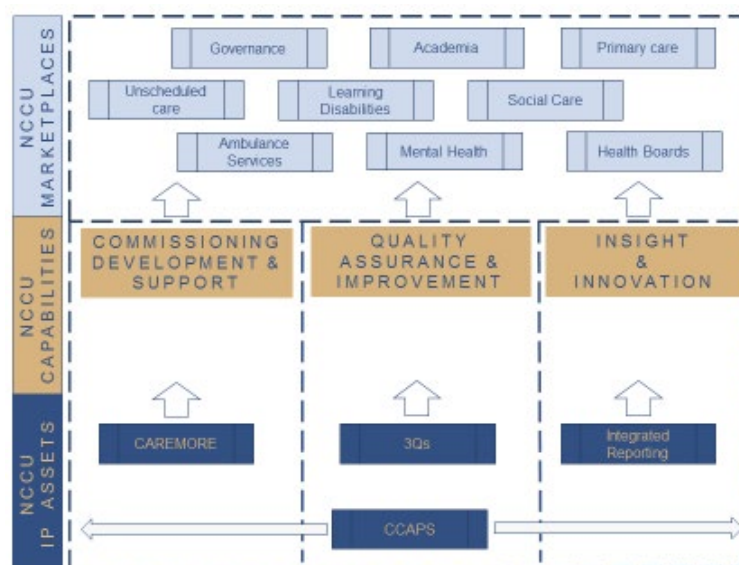 NCCU
MARKETPLACES
Governance
Academia
Primary care
Unscheduled
care
Learning
Disabilities
Social Care
Ambulance
Services
Mental Health
Health Boards
NCCU
CAPABILITIES
COMMISSIONING
DEVELOPMENT &
SUPPORT
QUALITY
ASSURANCE &
IMPROVEMENT
INSIGHT
&
INNOVATION
NCCU
IP ASSETS
CAREMORE
3Qs
Integrated
Reporting
CCAPS